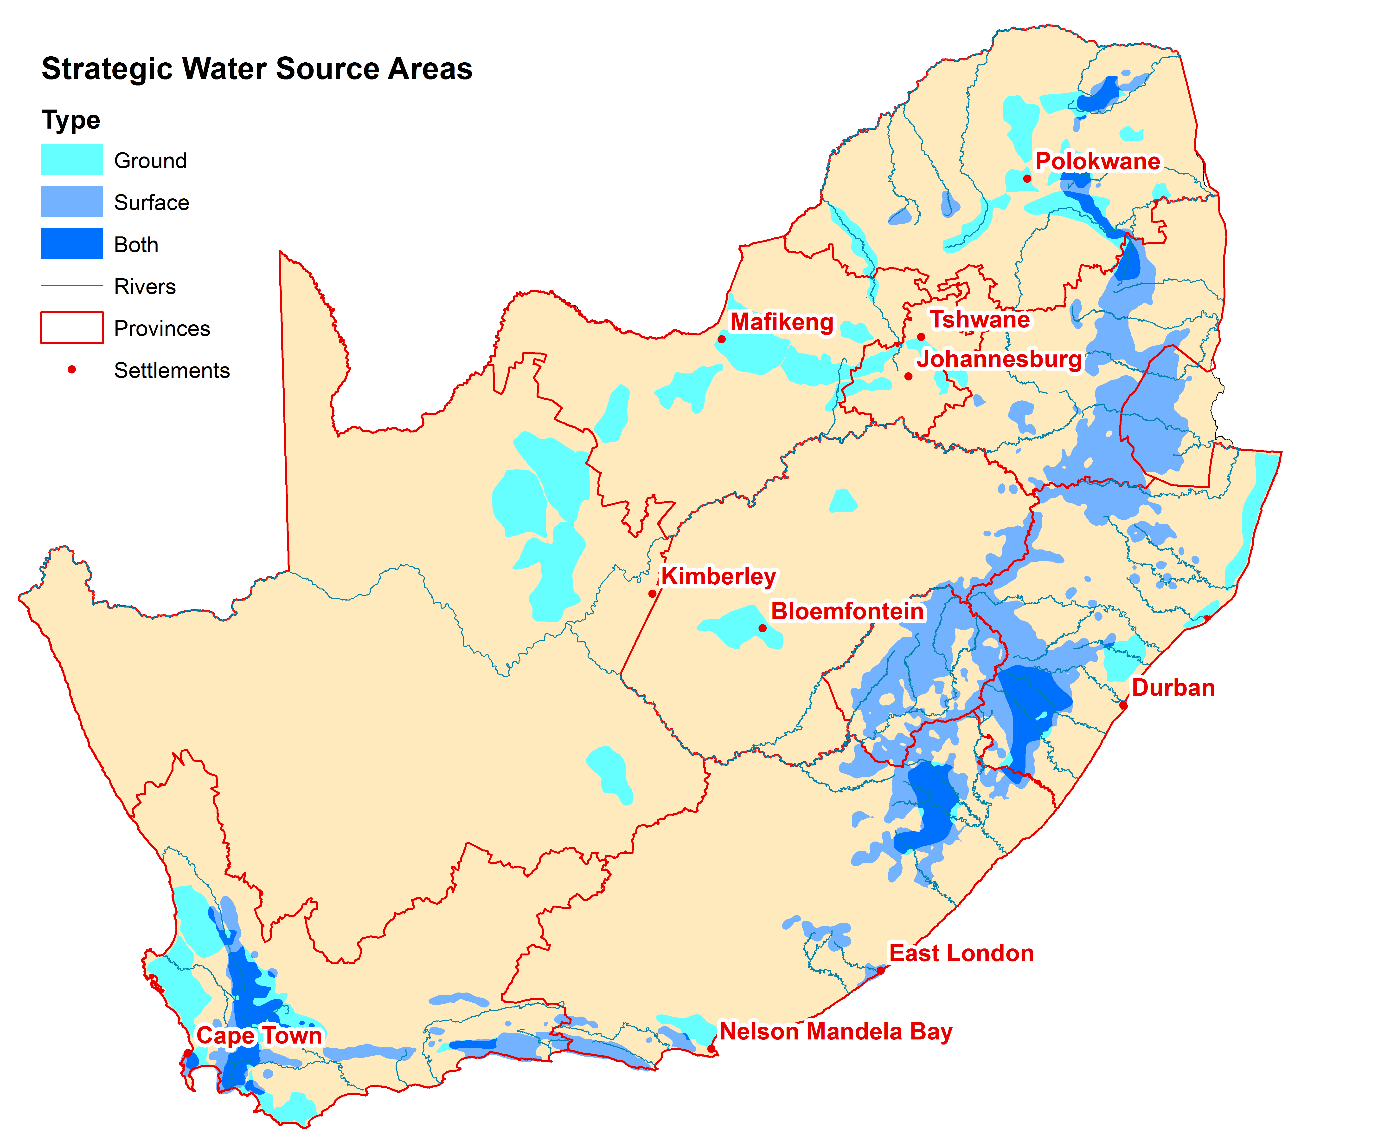 Strategic Water Source Areas
Type
Ground
Surface
Both
Rivers
Provinces
Settlements
Polokwane
Mafikeng
Tshwane
Johannesburg
Kimberley
Bloemfontein
Durban
East London
Nelson Mandela Bay
Cape Town